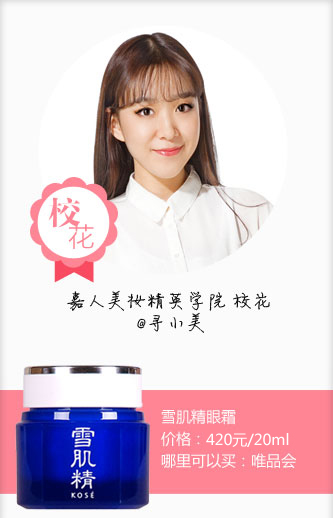 校
花
嘉人美妆精英学院 校花
@寻小美
雪肌精
KOSÉ
雪肌精眼霜
价格：420元/20ml
哪里可以买：唯品会